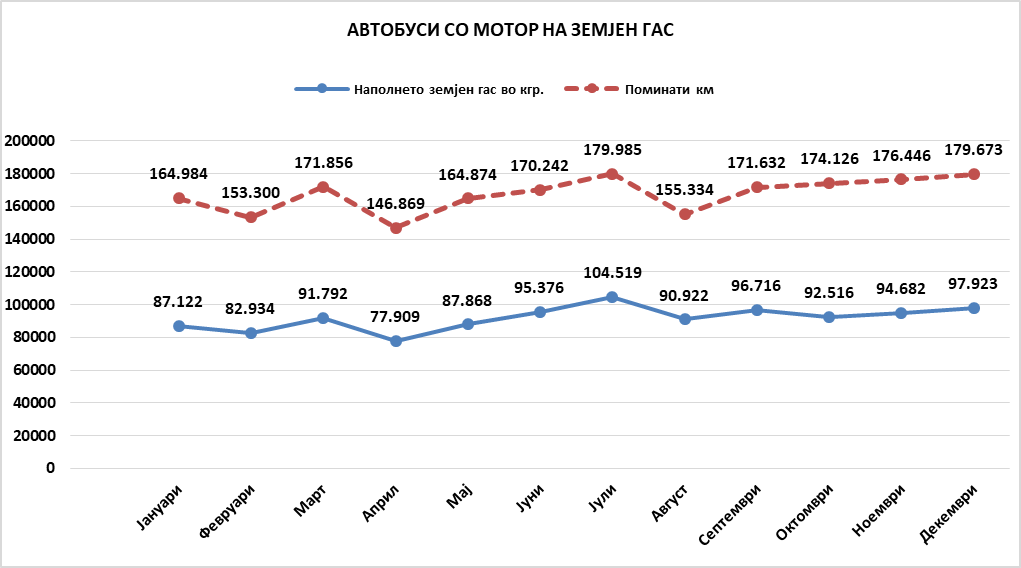 АВТОБУСИ СО МОТОР НА ЗЕМЈЕН ГАС
Наполнето земјен гас во кгр. Поминати км
200000
180000
160000
140000
120000
100000
80000
60000
40000
20000
0
164.984 153.300 171.856 146.869 164.874 170.242 179.985 155.334 171.632 174.126 176.446 179.673
87.122 82.934 91.792 77.909 87.868 95.376 104.519 90.922 96.716 92.516 94.682 97.923
Јануари Февруари Март Април Мај Јуни Јули Август Септември Октомври Ноември Декември